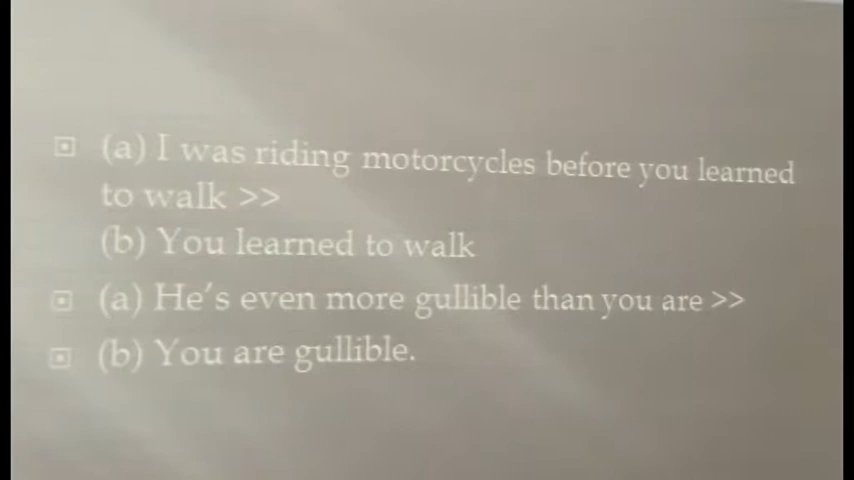 (a) I was riding motorcycles before you learned
to walk >>
(b) You learned to walk
(a) He's even more gullible than you are >>
(b) You are gullible.